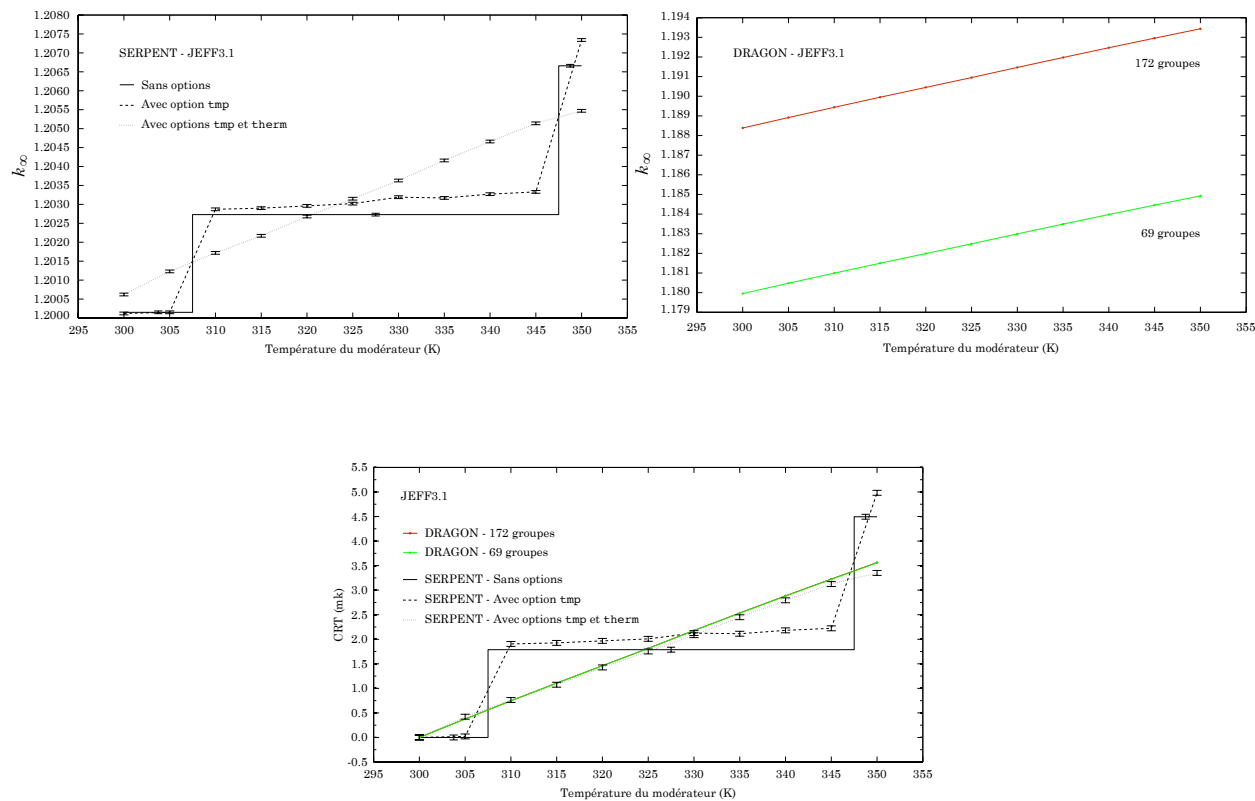 1.2080
1.2075
1.2070
1.2065
1.2060
1.2055
1.2050
1.2045
1.2040
1.2035
1.2030
1.2025
1.2020
1.2015
1.2010
1.2005
1.2000
k∞
SERPENT - JEFF3.1
Sans options
Avec option tmp
Avec options tmp et therm
295 300 305 310 315 320 325 330 335 340 345 350 355
Température du modérateur (K)
1.194
1.193
1.192
1.191
1.190
1.189
1.188
1.187
1.186
1.185
1.184
1.183
1.182
1.181
1.180
1.179
k∞
DRAGON - JEFF3.1
172 groupes
69 groupes
295 300 305 310 315 320 325 330 335 340 345 350 355
Température du modérateur (K)
5.5
5.0
4.5
4.0
3.5
3.0
2.5
2.0
1.5
1.0
0.5
0.0
-0.5
CRT (mk)
JEFF3.1
DRAGON - 172 groupes
DRAGON - 69 groupes
SERPENT - Sans options
SERPENT - Avec option tmp
SERPENT - Avec options tmp et therm
295 300 305 310 315 320 325 330 335 340 345 350 355
Température du modérateur (K)